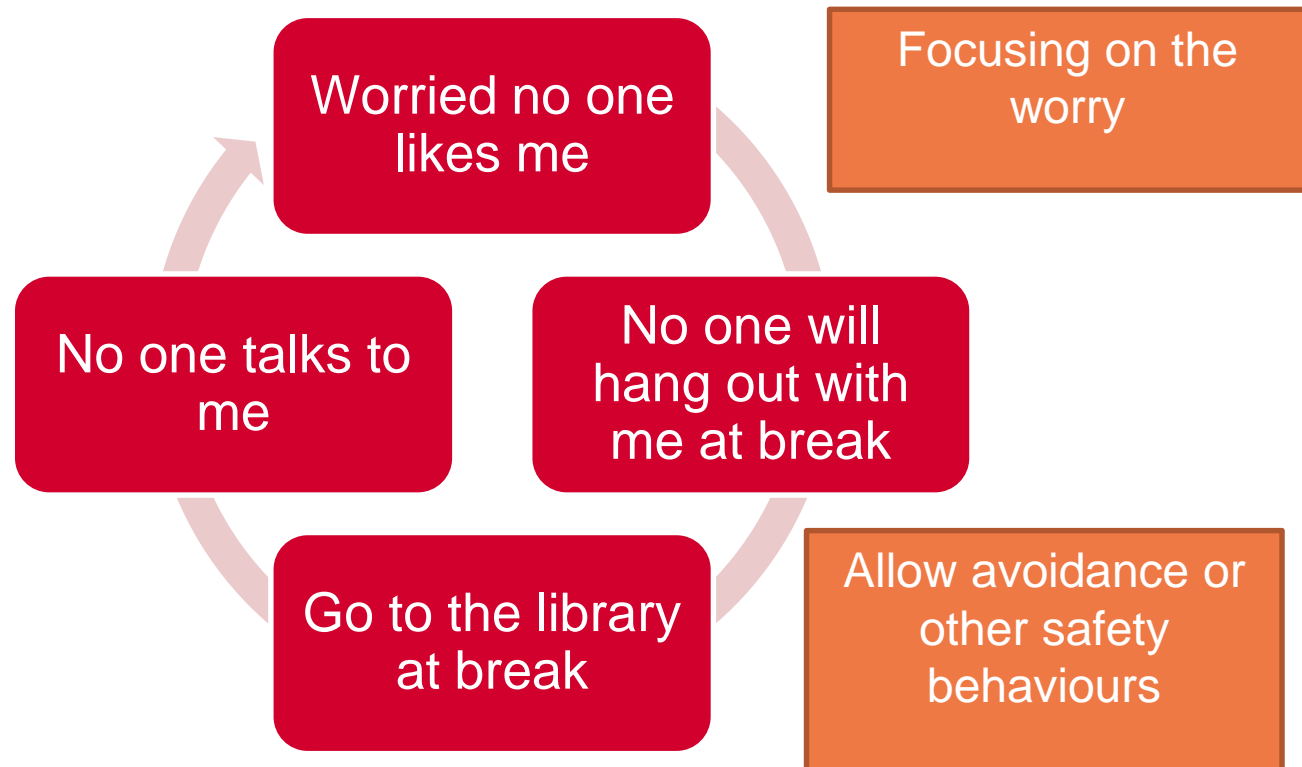 Worried no one
likes me
Focusing on the
worry
No one will
hang out with
me at break
Allow avoidance or
other safety
behaviours
Go to the library
at break
No one talks to
me